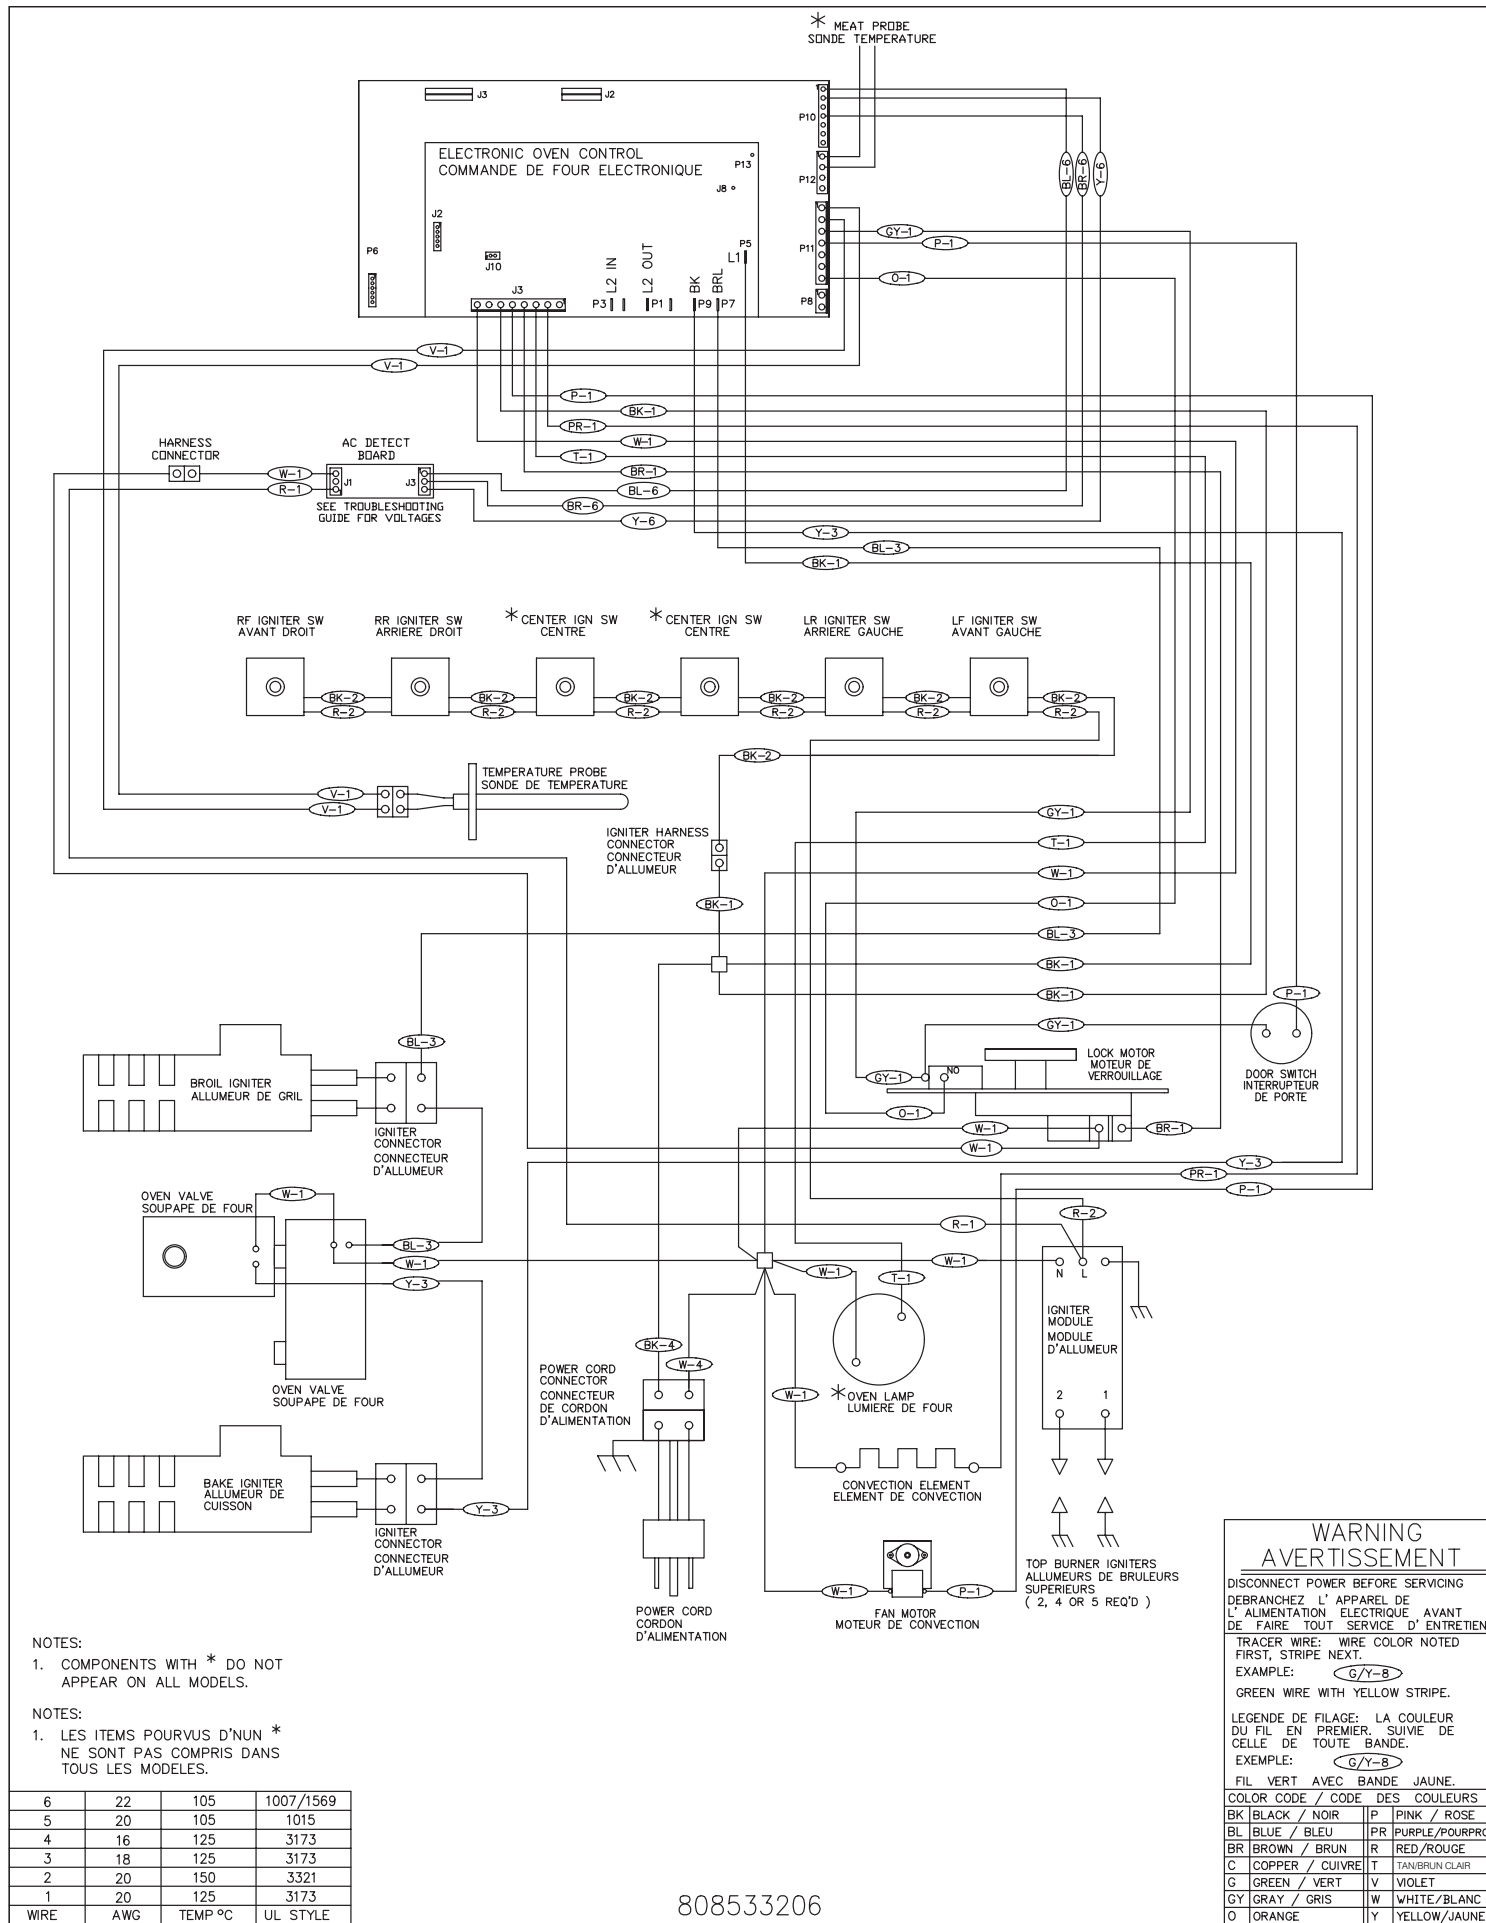 * MEAT PROBE
SONDE TEMPERATURE
J3
J2
P10
ELECTRONIC OVEN CONTROL
COMMANDE DE FOUR ELECTRONIQUE
P13
P12
J8
BL-6
BR-6
Y-6
J2
P6
J10
L2 IN
L2 OUT
BK
BRL
P5
L1
P11
GY-1
P-1
O-1
J3
P3
P1
P9
P7
P8
V-1
V-1
P-1
BK-1
PR-1
W-1
T-1
BR-1
BL-6
BR-6
Y-6
Y-3
BL-3
BK-1
HARNESS
CONNECTOR
W-1
R-1
AC DETECT
BOARD
J1
J3
SEE TROUBLESHOOTING
GUIDE FOR VOLTAGES
RF IGNITER SW
AVANT DROIT
RR IGNITER SW
ARRIERE DROIT
* CENTER IGN SW
CENTRE
* CENTER IGN SW
CENTRE
LR IGNITER SW
ARRIERE GAUCHE
LF IGNITER SW
AVANT GAUCHE
BK-2
BK-2
BK-2
BK-2
BK-2
BK-2
R-2
R-2
R-2
R-2
R-2
R-2
BK-2
TEMPERATURE PROBE
SONDE DE TEMPERATURE
V-1
V-1
IGNITER HARNESS
CONNECTOR
CONNECTEUR
D'ALLUMEUR
BK-1
GY-1
T-1
W-1
O-1
BL-3
BK-1
BK-1
GY-1
P-1
DOOR SWITCH
INTERRUPTEUR
DE PORTE
LOCK MOTOR
MOTEUR DE
VERROUILLAGE
GY-1
NO
O-1
W-1
W-1
BR-1
BL-3
BROIL IGNITER
ALLUMEUR DE GRIL
IGNITER
CONNECTOR
CONNECTEUR
D'ALLUMEUR
Y-3
PR-1
P-1
OVEN VALVE
SOUPAPE DE FOUR
W-1
BL-3
W-1
Y-3
R-1
R-2
W-1
W-1
T-1
N
L
IGNITER
MODULE
MODULE
D'ALLUMEUR
2
1
OVEN VALVE
SOUPAPE DE FOUR
BK-4
W-4
POWER CORD
CONNECTOR
CONNECTEUR
DE CORDON
D'ALIMENTATION
W-1
* OVEN LAMP
LUMIERE DE FOUR
CONVECTION ELEMENT
ELEMENT DE CONVECTION
BAKE IGNITER
ALLUMEUR DE
CUISSON
Y-3
IGNITER
CONNECTOR
CONNECTEUR
D'ALLUMEUR
POWER CORD
CORDON
D'ALIMENTATION
W-1
P-1
FAN MOTOR
MOTEUR DE CONVECTION
TOP BURNER IGNITERS
ALLUMEURS DE BRULEURS
SUPERIEURS
( 2, 4 OR 5 REQ'D )
NOTES:
1. COMPONENTS WITH * DO NOT
APPEAR ON ALL MODELS.
NOTES:
1. LES ITEMS POURVUS D'NUN *
NE SONT PAS COMPRIS DANS
TOUS LES MODELES.
6 22 105 1007/1569
5 20 105 1015
4 16 125 3173
3 18 125 3173
2 20 150 3321
1 20 125 3173
WIRE AWG TEMP °C UL STYLE
808533206
WARNING
AVERTISSEMENT
DISCONNECT POWER BEFORE SERVICING
DEBRANCHEZ L' APPAREL DE
L' ALIMENTATION ELECTRIQUE AVANT
DE FAIRE TOUT SERVICE D' ENTRETIEN
TRACER WIRE: WIRE COLOR NOTED
FIRST, STRIPE NEXT.
EXAMPLE: G/Y-8
GREEN WIRE WITH YELLOW STRIPE.
LEGENDE DE FILAGE: LA COULEUR
DU FIL EN PREMIER. SUIVIE DE
CELLE DE TOUTE BANDE.
EXEMPLE: G/Y-8
FIL VERT AVEC BANDE JAUNE.
COLOR CODE / CODE DES COULEURS
BK BLACK / NOIR P PINK / ROSE
BL BLUE / BLEU PR PURPLE/POURPRO
BR BROWN / BRUN R RED/ROUGE
C COPPER / CUIVRE T TAN/BRUN CLAIR
G GREEN / VERT V VIOLET
GY GRAY / GRIS W WHITE/BLANC
O ORANGE Y YELLOW/JAUNE